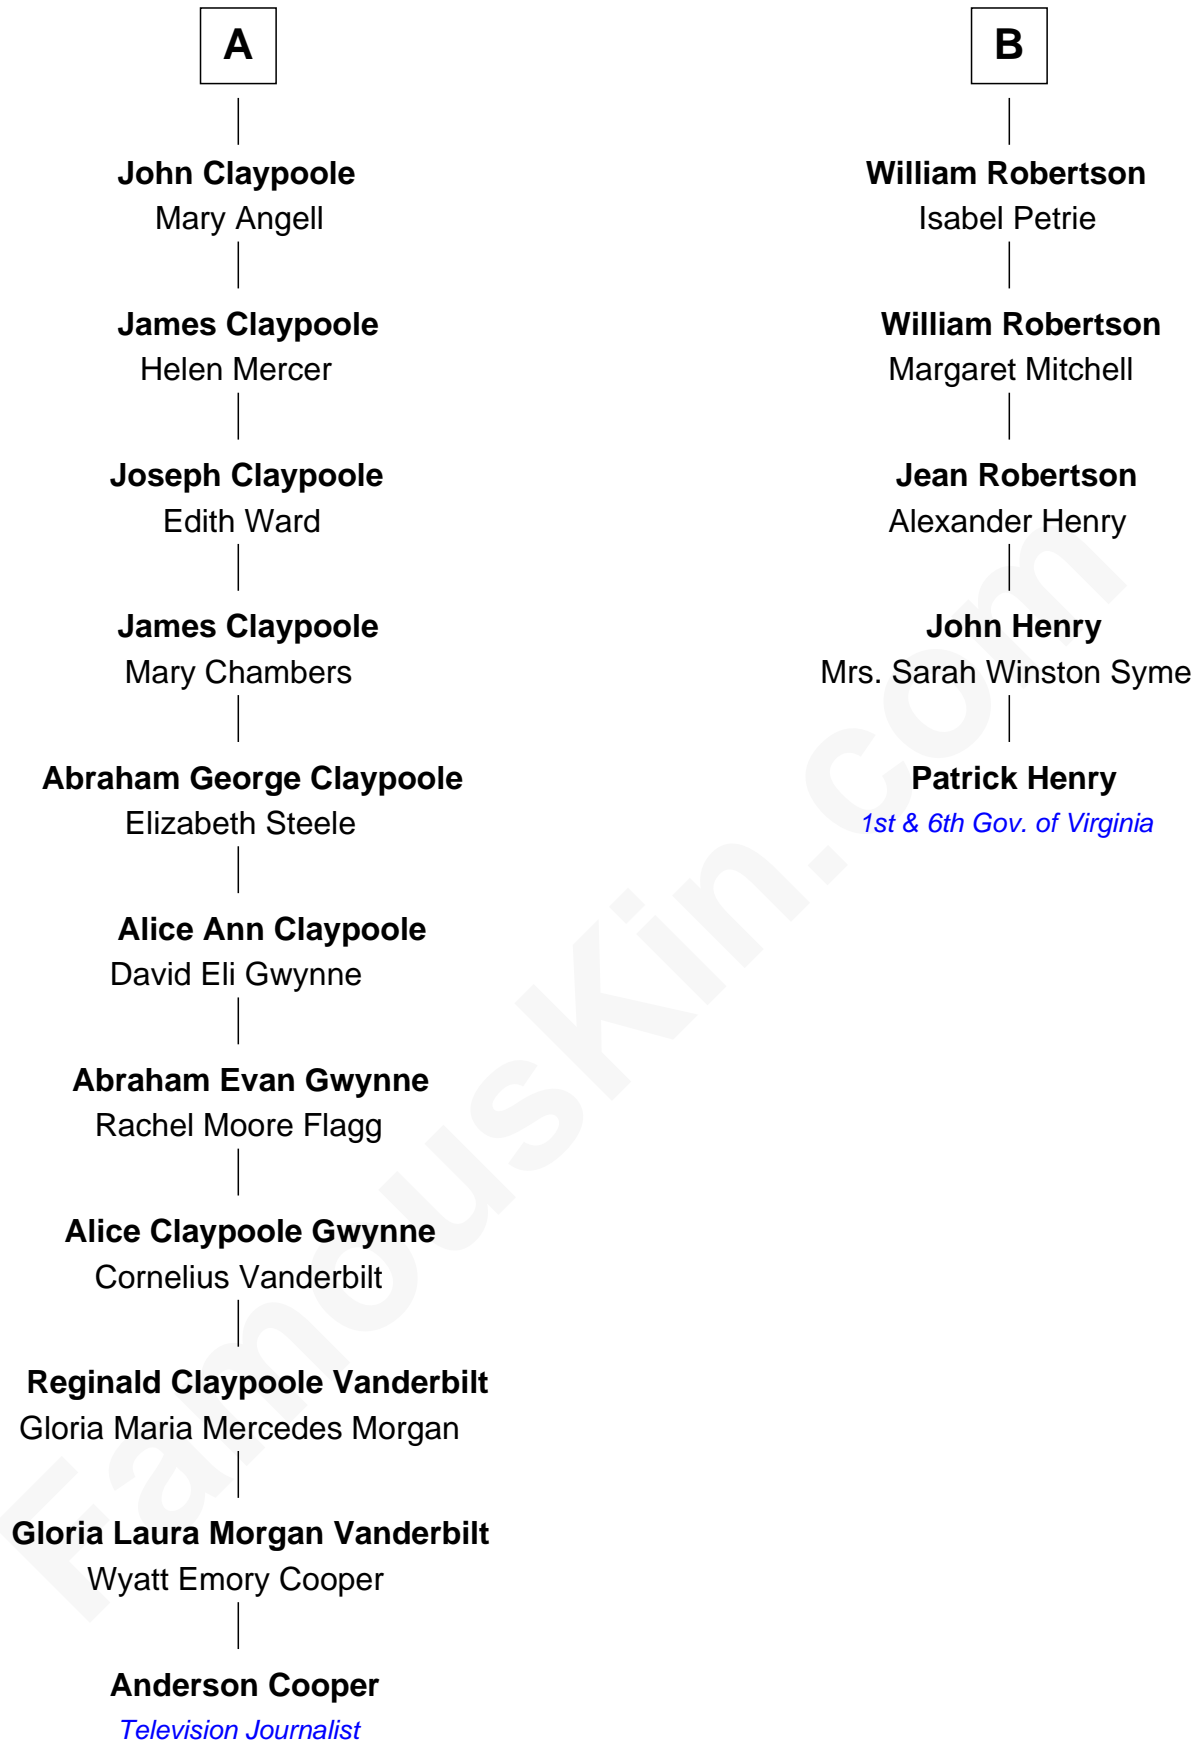 A
John Claypoole
Mary Angell
James Claypoole
Helen Mercer
Joseph Claypoole
Edith Ward
James Claypoole
Mary Chambers
Abraham George Claypoole
Elizabeth Steele
Alice Ann Claypoole
David Eli Gwynne
Abraham Evan Gwynne
Rachel Moore Flagg
Alice Claypoole Gwynne
Cornelius Vanderbilt
Reginald Claypoole Vanderbilt
Gloria Maria Mercedes Morgan
Gloria Laura Morgan Vanderbilt
Wyatt Emory Cooper
Anderson Cooper
Television Journalist
B
William Robertson
Isabel Petrie
William Robertson
Margaret Mitchell
Jean Robertson
Alexander Henry
John Henry
Mrs. Sarah Winston Syme
Patrick Henry
1st & 6th Gov. of Virginia
FamousKin.com